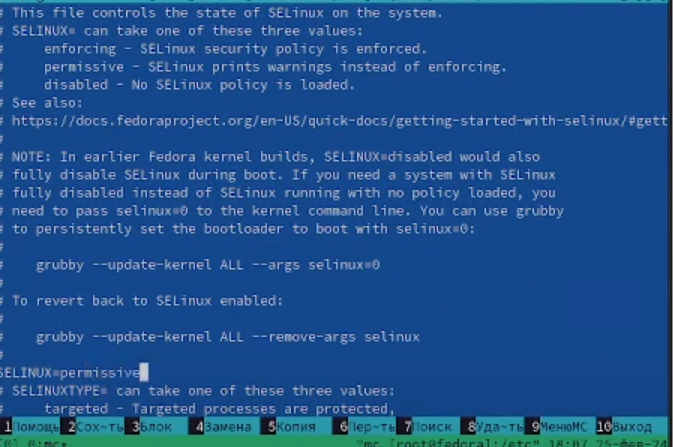 # This file controls the state of SELinux on the system.
# SELINUX= can take one of these three values:
#     enforcing - SELinux security policy is enforced.
#     permissive - SELinux prints warnings instead of enforcing.
#     disabled - No SELinux policy is loaded.
# See also:
# https://docs.fedoraproject.org/en-US/quick-docs/getting-started-with-selinux/#gett
#
# NOTE: In earlier Fedora kernel builds, SELINUX=disabled would also
# fully disable SELinux during boot. If you need a system with SELinux
# fully disabled instead of SELinux running with no policy loaded, you
# need to pass selinux=0 to the kernel command line. You can use grubby
# to persistently set the bootloader to boot with selinux=0:
#
#    grubby --update-kernel ALL --args selinux=0
#
# To revert back to SELinux enabled:
#
#    grubby --update-kernel ALL --remove-args selinux
#
SELINUX=permissive
# SELINUXTYPE= can take one of these three values:
#     targeted - Targeted processes are protected,
1Помощь 2Сох~ть 3Блок 4Замена 5Копия 6Пер~ть 7Поиск 8Уда~ть 9МенюMC 10Выход
[0] 0:mc* "mc [root@fedora]:/etc" 18:07 25-фев-24